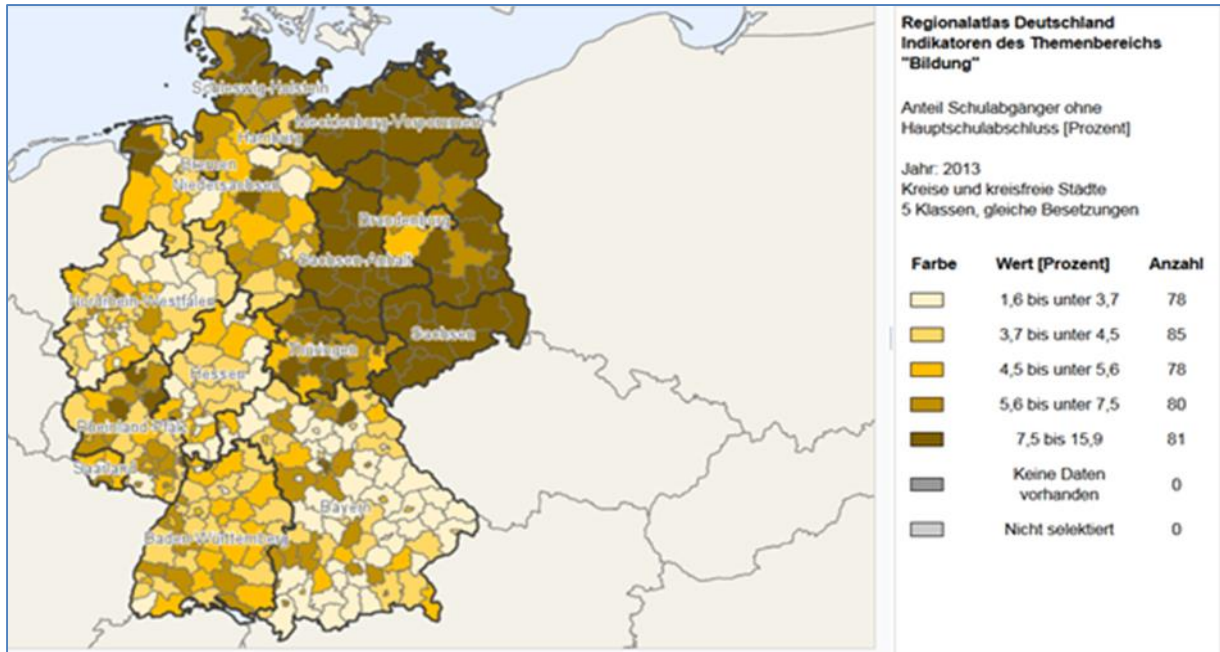 Regionalatlas Deutschland
Indikatoren des Themenbereichs
"Bildung"
Anteil Schulabgänger ohne
Hauptschulabschluss [Prozent]
Jahr: 2013
Kreise und kreisfreie Städte
5 Klassen, gleiche Besetzungen
Farbe Wert [Prozent] Anzahl
1,6 bis unter 3,7 78
3,7 bis unter 4,5 85
4,5 bis unter 5,6 78
5,6 bis unter 7,5 80
7,5 bis 15,9 81
Keine Daten
vorhanden 0
Nicht selektiert 0
Schleswig-Holstein
Mecklenburg-Vorpommern
Hamburg
Bremen
Niedersachsen
Brandenburg
Sachsen-Anhalt
Nordrhein-Westfalen
Sachsen
Thüringen
Hessen
Rheinland-Pfalz
Saarland
Bayern
Baden-Württemberg